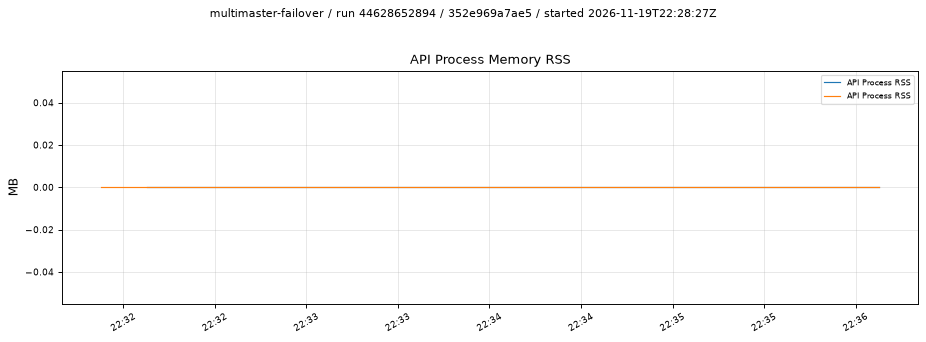 multimaster-failover / run 44628652894 / 352e969a7ae5 / started 2026-11-19T22:28:27Z
API Process Memory RSS
API Process RSS
API Process RSS
MB
0.04
0.02
0.00
−0.02
−0.04
22:32
22:32
22:33
22:33
22:34
22:34
22:35
22:35
22:36